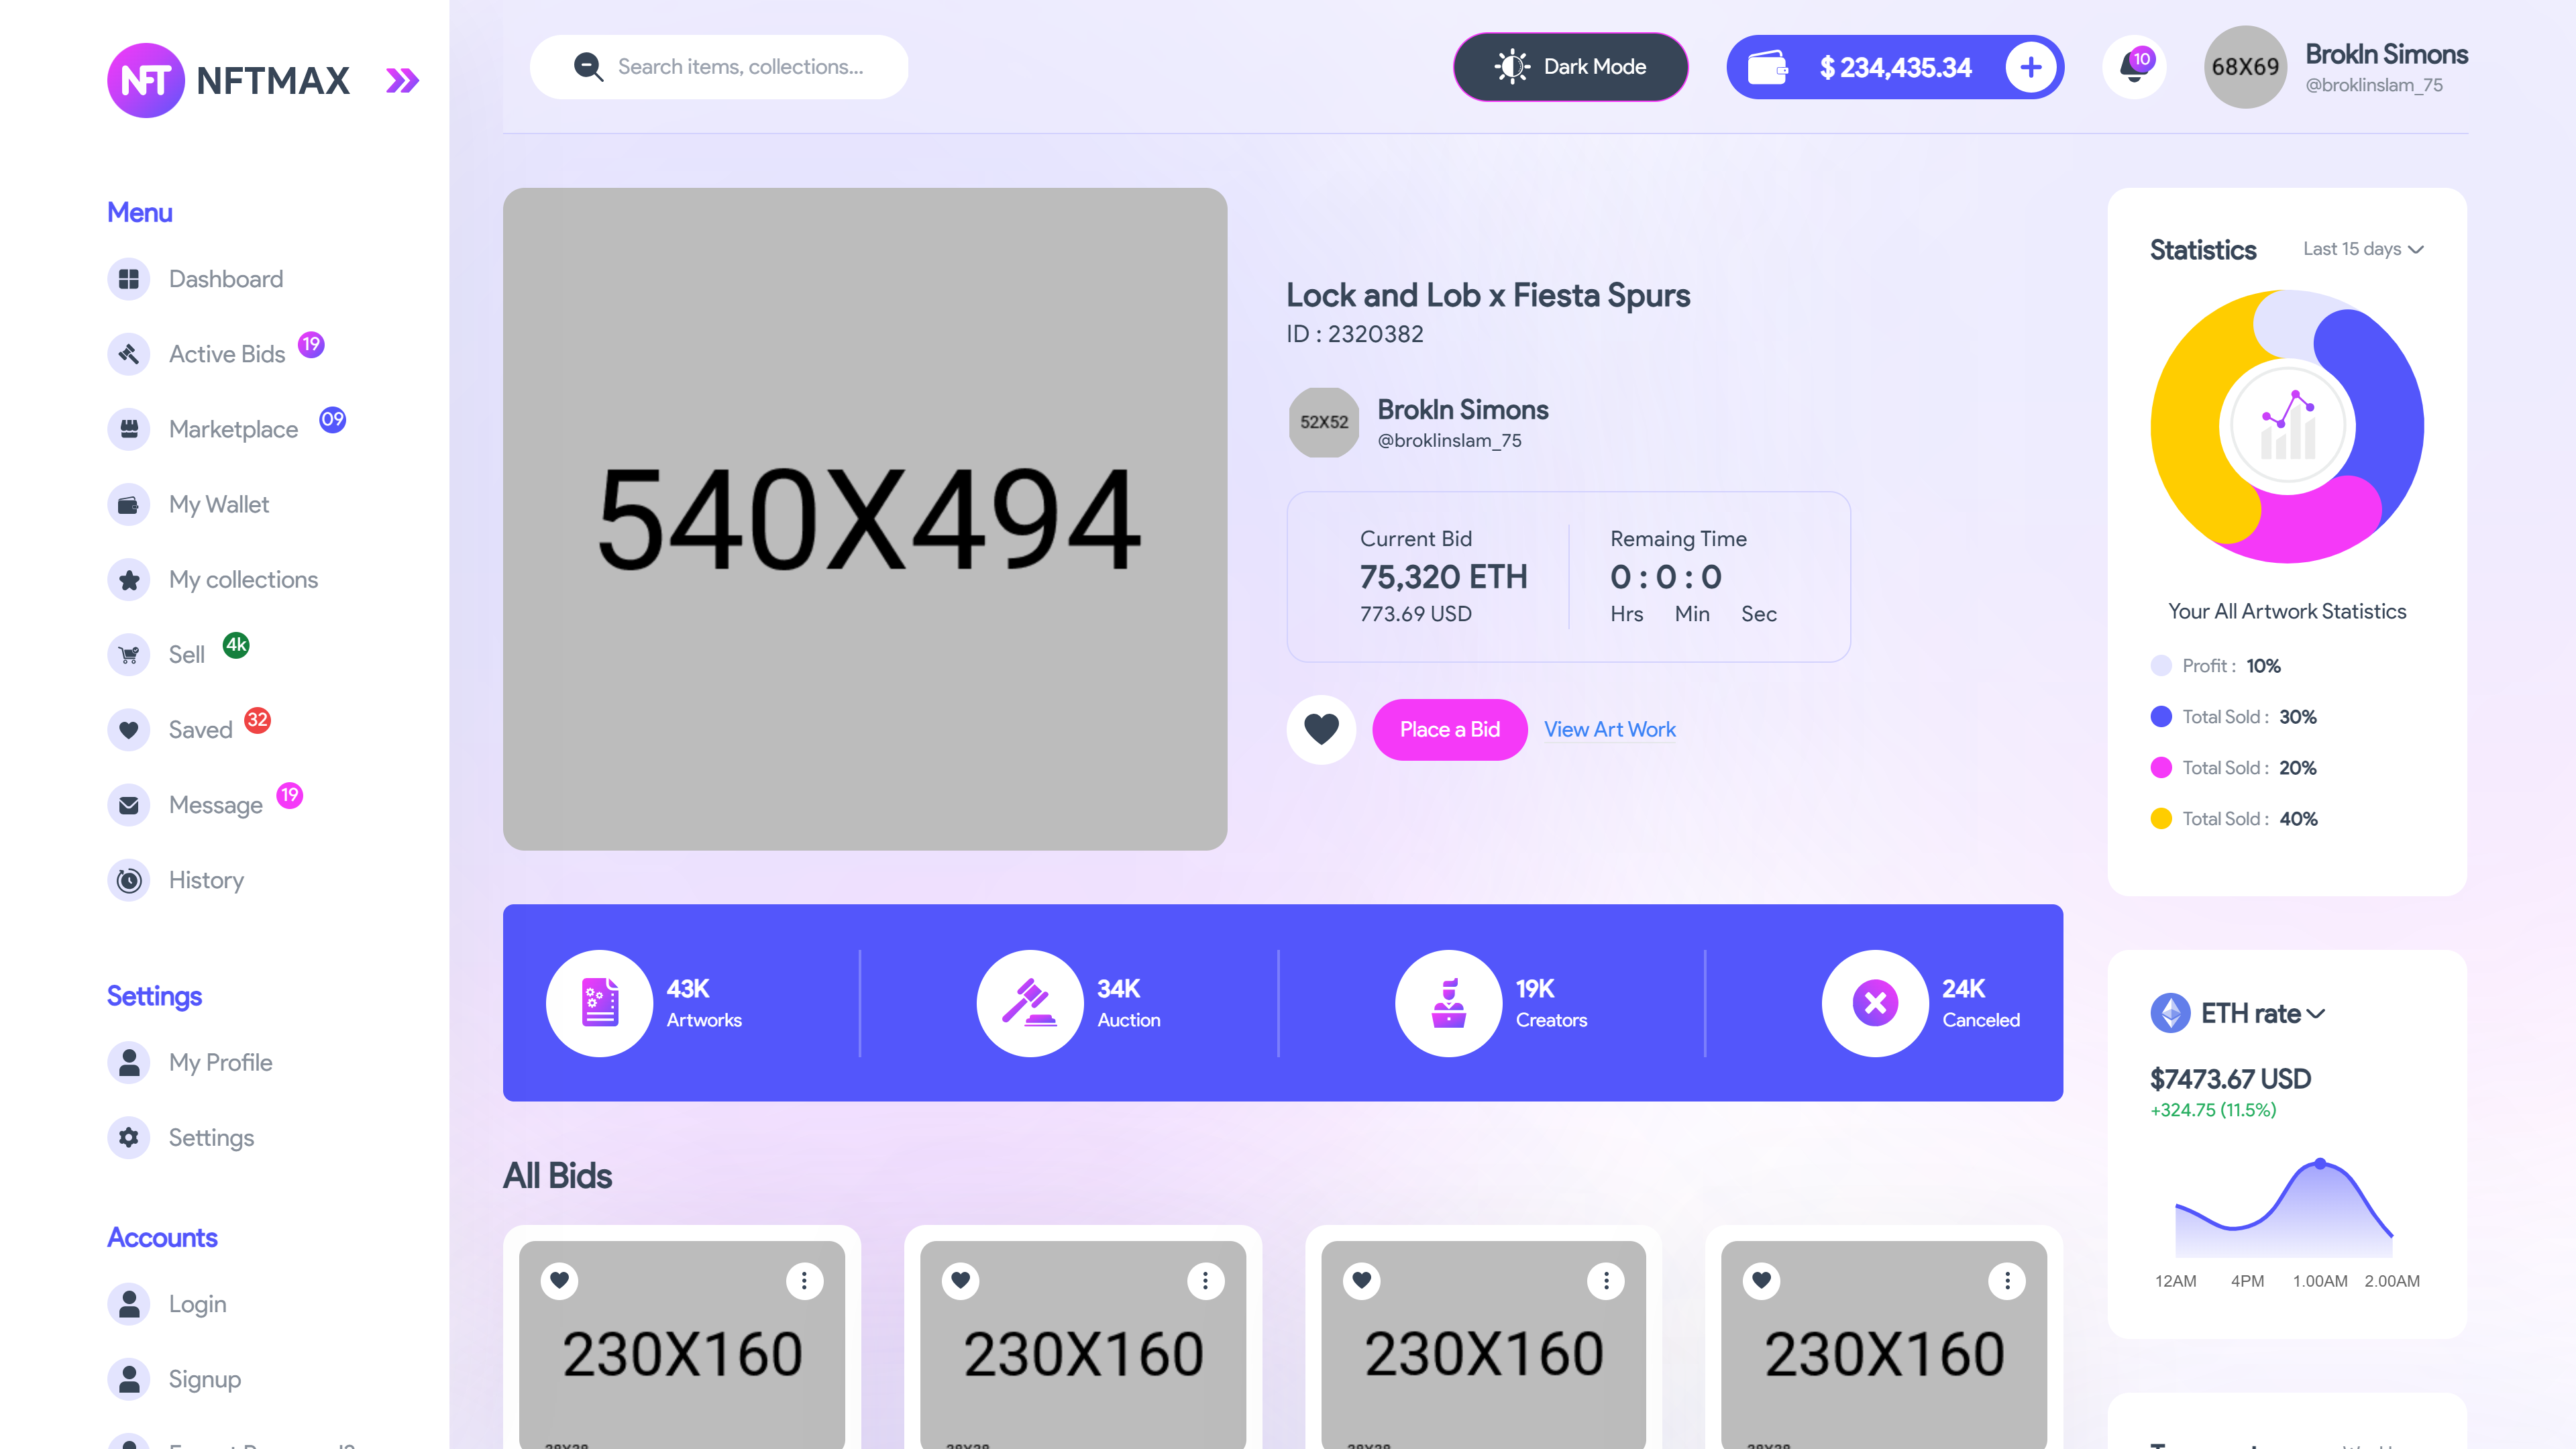 NFT NFTMAX
Menu
Dashboard
Active Bids 19
Marketplace 09
My Wallet
My collections
Sell 4k
Saved 32
Message 19
History
Settings
My Profile
Settings
Accounts
Login
Signup
Search items, collections...
Dark Mode
$ 234,435.34
10
68X69
Brokln Simons
@broklinslam_75
540X494
Lock and Lob x Fiesta Spurs
ID : 2320382
52X52
Brokln Simons
@broklinslam_75
Current Bid
75,320 ETH
773.69 USD
Remaing Time
0 : 0 : 0
Hrs Min Sec
Place a Bid
View Art Work
43K
Artworks
34K
Auction
19K
Creators
24K
Canceled
All Bids
230X160
230X160
230X160
230X160
Statistics
Last 15 days
Your All Artwork Statistics
Profit : 10%
Total Sold : 30%
Total Sold : 20%
Total Sold : 40%
ETH rate
$7473.67 USD
+324.75 (11.5%)
12AM 4PM 1.00AM 2.00AM